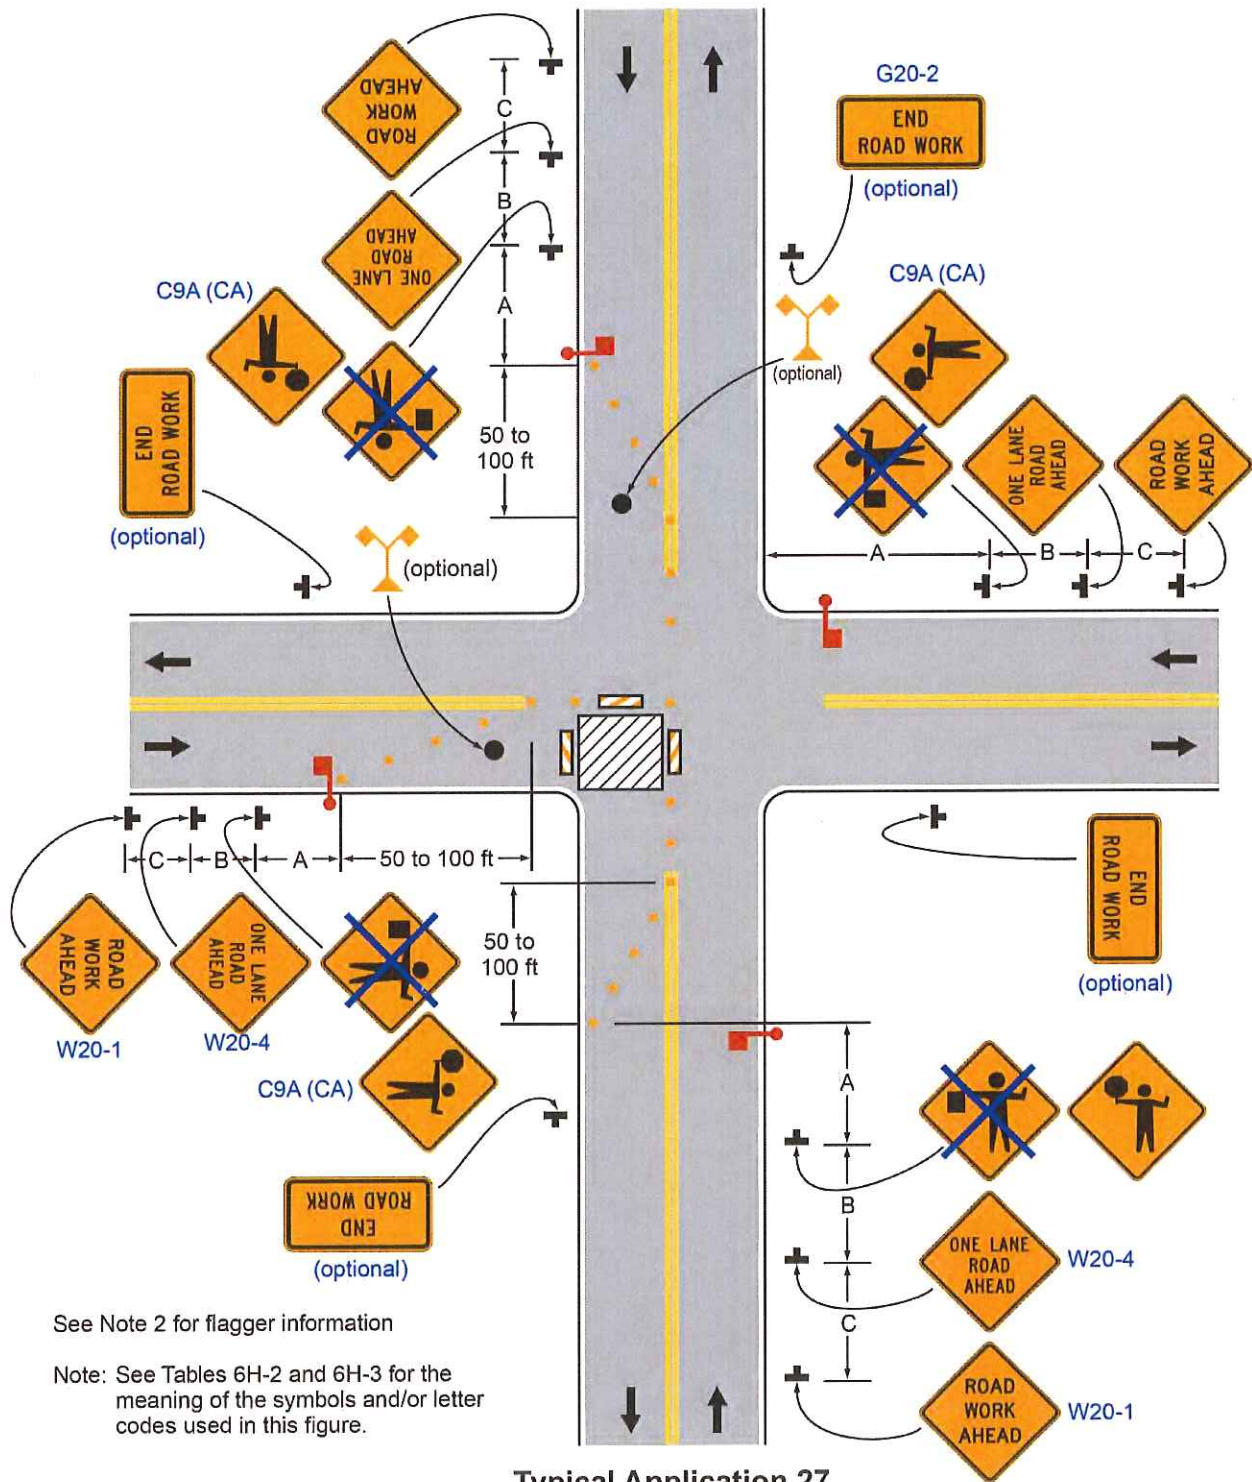 ROAD
WORK
AHEAD
C
B
A
ONE LANE
ROAD
AHEAD
C9A (CA)
50 to
100 ft
END
ROAD WORK
(optional)
(optional)
G20-2
END
ROAD WORK
(optional)
(optional)
C9A (CA)
ONE LANE
ROAD
AHEAD
ROAD
WORK
AHEAD
A
B
C
C
B
A
50 to 100 ft
ROAD
WORK
AHEAD
W20-1
ONE LANE
ROAD
AHEAD
W20-4
C9A (CA)
50 to
100 ft
END
ROAD WORK
(optional)
END
ROAD WORK
(optional)
A
B
C
ONE LANE
ROAD
AHEAD
W20-4
ROAD
WORK
AHEAD
W20-1
See Note 2 for flagger information
Note: See Tables 6H-2 and 6H-3 for the
meaning of the symbols and/or letter
codes used in this figure.
Typical Application 27